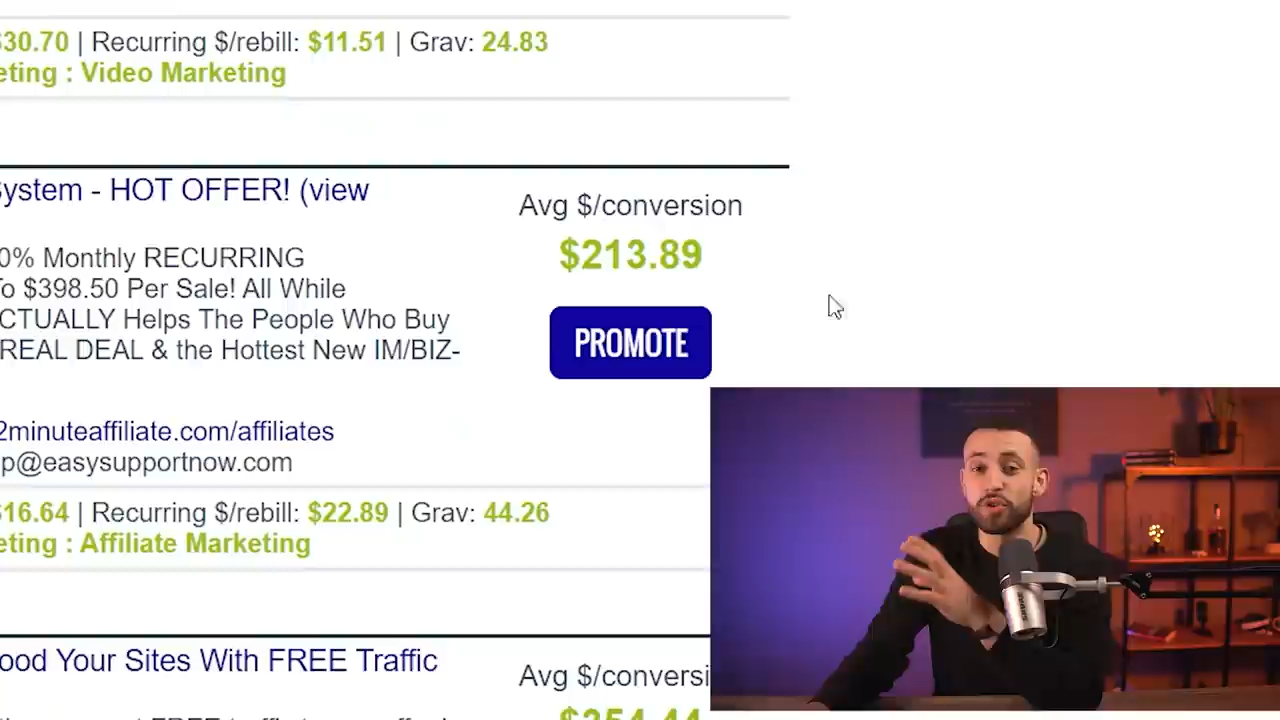 $30.70 | Recurring $/rebill: $11.51 | Grav: 24.83
eting : Video Marketing
System - HOT OFFER! (view
Avg $/conversion
$213.89
0% Monthly RECURRING
To $398.50 Per Sale! All While
CTUALLY Helps The People Who Buy
REAL DEAL & the Hottest New IM/BIZ-
PROMOTE
2minuteaffiliate.com/affiliates
p@easysupportnow.com
$16.64 | Recurring $/rebill: $22.89 | Grav: 44.26
eting : Affiliate Marketing
ood Your Sites With FREE Traffic
Avg $/conversi
$354.44